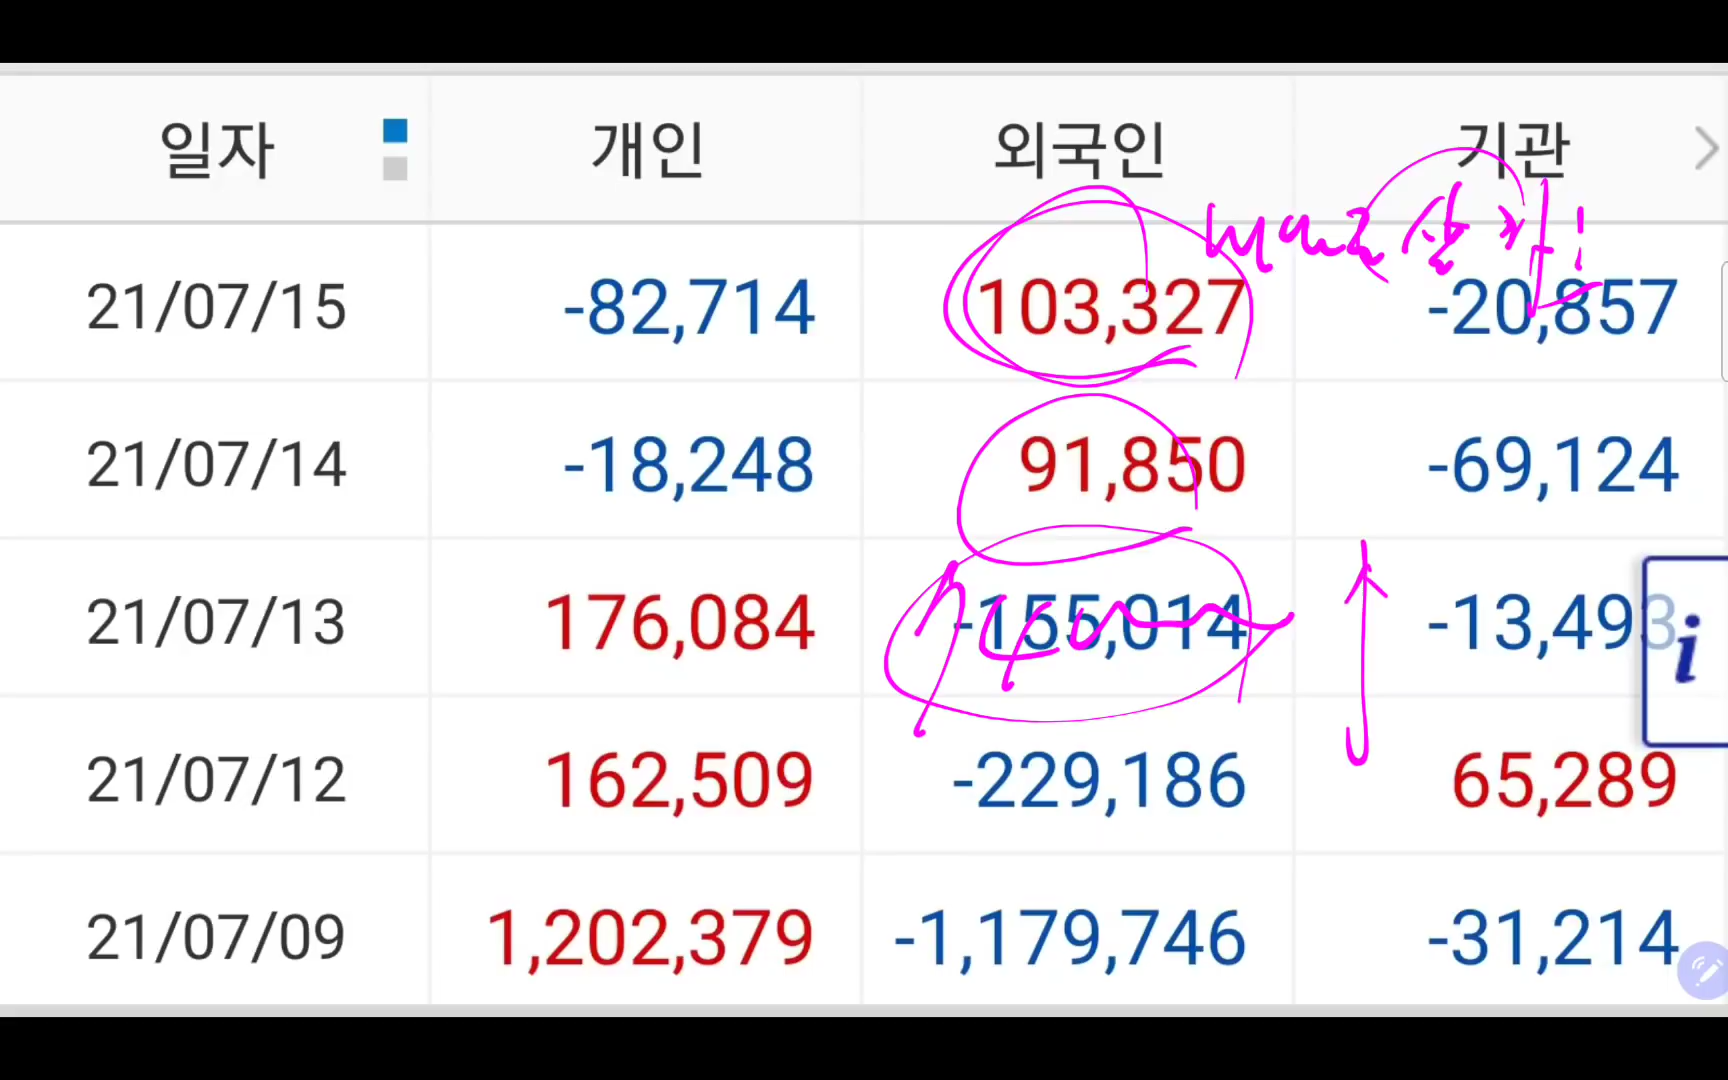 일자 개인 외국인 기관
21/07/15 -82,714 103,327 -20,857
21/07/14 -18,248 91,850 -69,124
21/07/13 176,084 -155,014 -13,493
i
21/07/12 162,509 -229,186 65,289
21/07/09 1,202,379 -1,179,746 -31,214